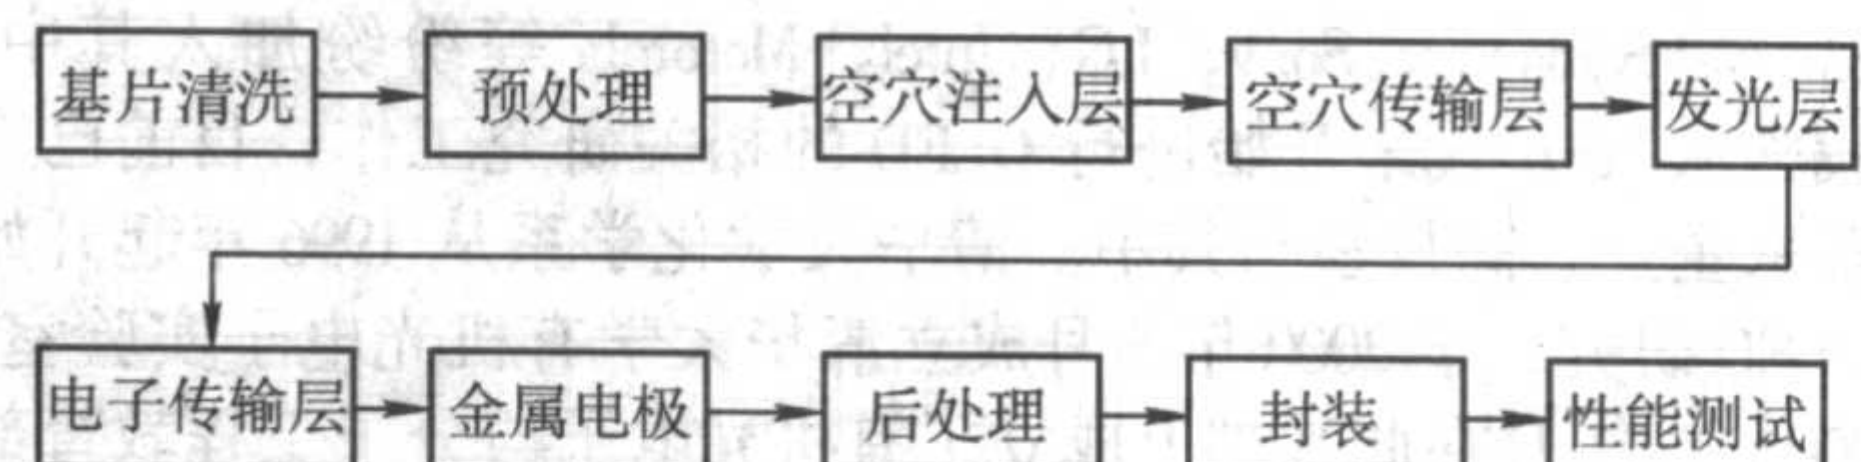 基片清洗 预处理 空穴注入层 空穴传输层 发光层
电子传输层 金属电极 后处理 封装 性能测试